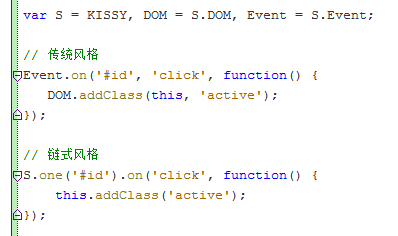 var S = KISSY, DOM = S.DOM, Event = S.Event;
// 传统风格
Event.on('#id', 'click', function() {
DOM.addClass(this, 'active');
});
// 链式风格
S.one('#id').on('click', function() {
this.addClass('active');
});